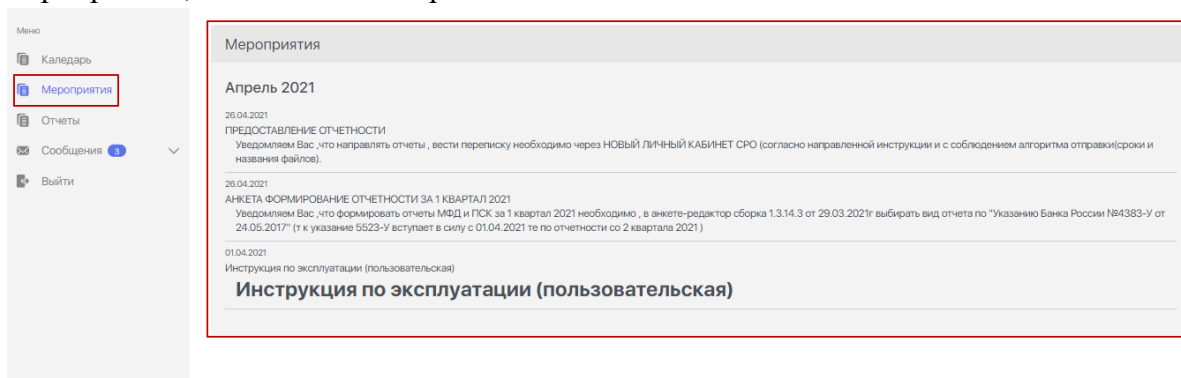 Меню
Каледарь
Мероприятия
Отчеты
Сообщения 3
Выйти
Мероприятия
Апрель 2021
26.04.2021
ПРЕДОСТАВЛЕНИЕ ОТЧЕТНОСТИ
Уведомляем Вас ,что направлять отчеты , вести переписку необходимо через НОВЫЙ ЛИЧНЫЙ КАБИНЕТ СРО (согласно направленной инструкции и с соблюдением алгоритма отправки(сроки и
названия файлов).
26.04.2021
АНКЕТА ФОРМИРОВАНИЕ ОТЧЕТНОСТИ ЗА 1 КВАРТАЛ 2021
Уведомляем Вас ,что формировать отчеты МФД и ПСК за 1 квартал 2021 необходимо , в анкете-редактор сборка 1.3.14.3 от 29.03.2021г выбирать вид отчета по "Указанию Банка России №4383-У от
24.05.2017" (т к указание 5523-У вступает в силу с 01.04.2021 те по отчетности со 2 квартала 2021 )
01.04.2021
Инструкция по эксплуатации (пользовательская)
Инструкция по эксплуатации (пользовательская)